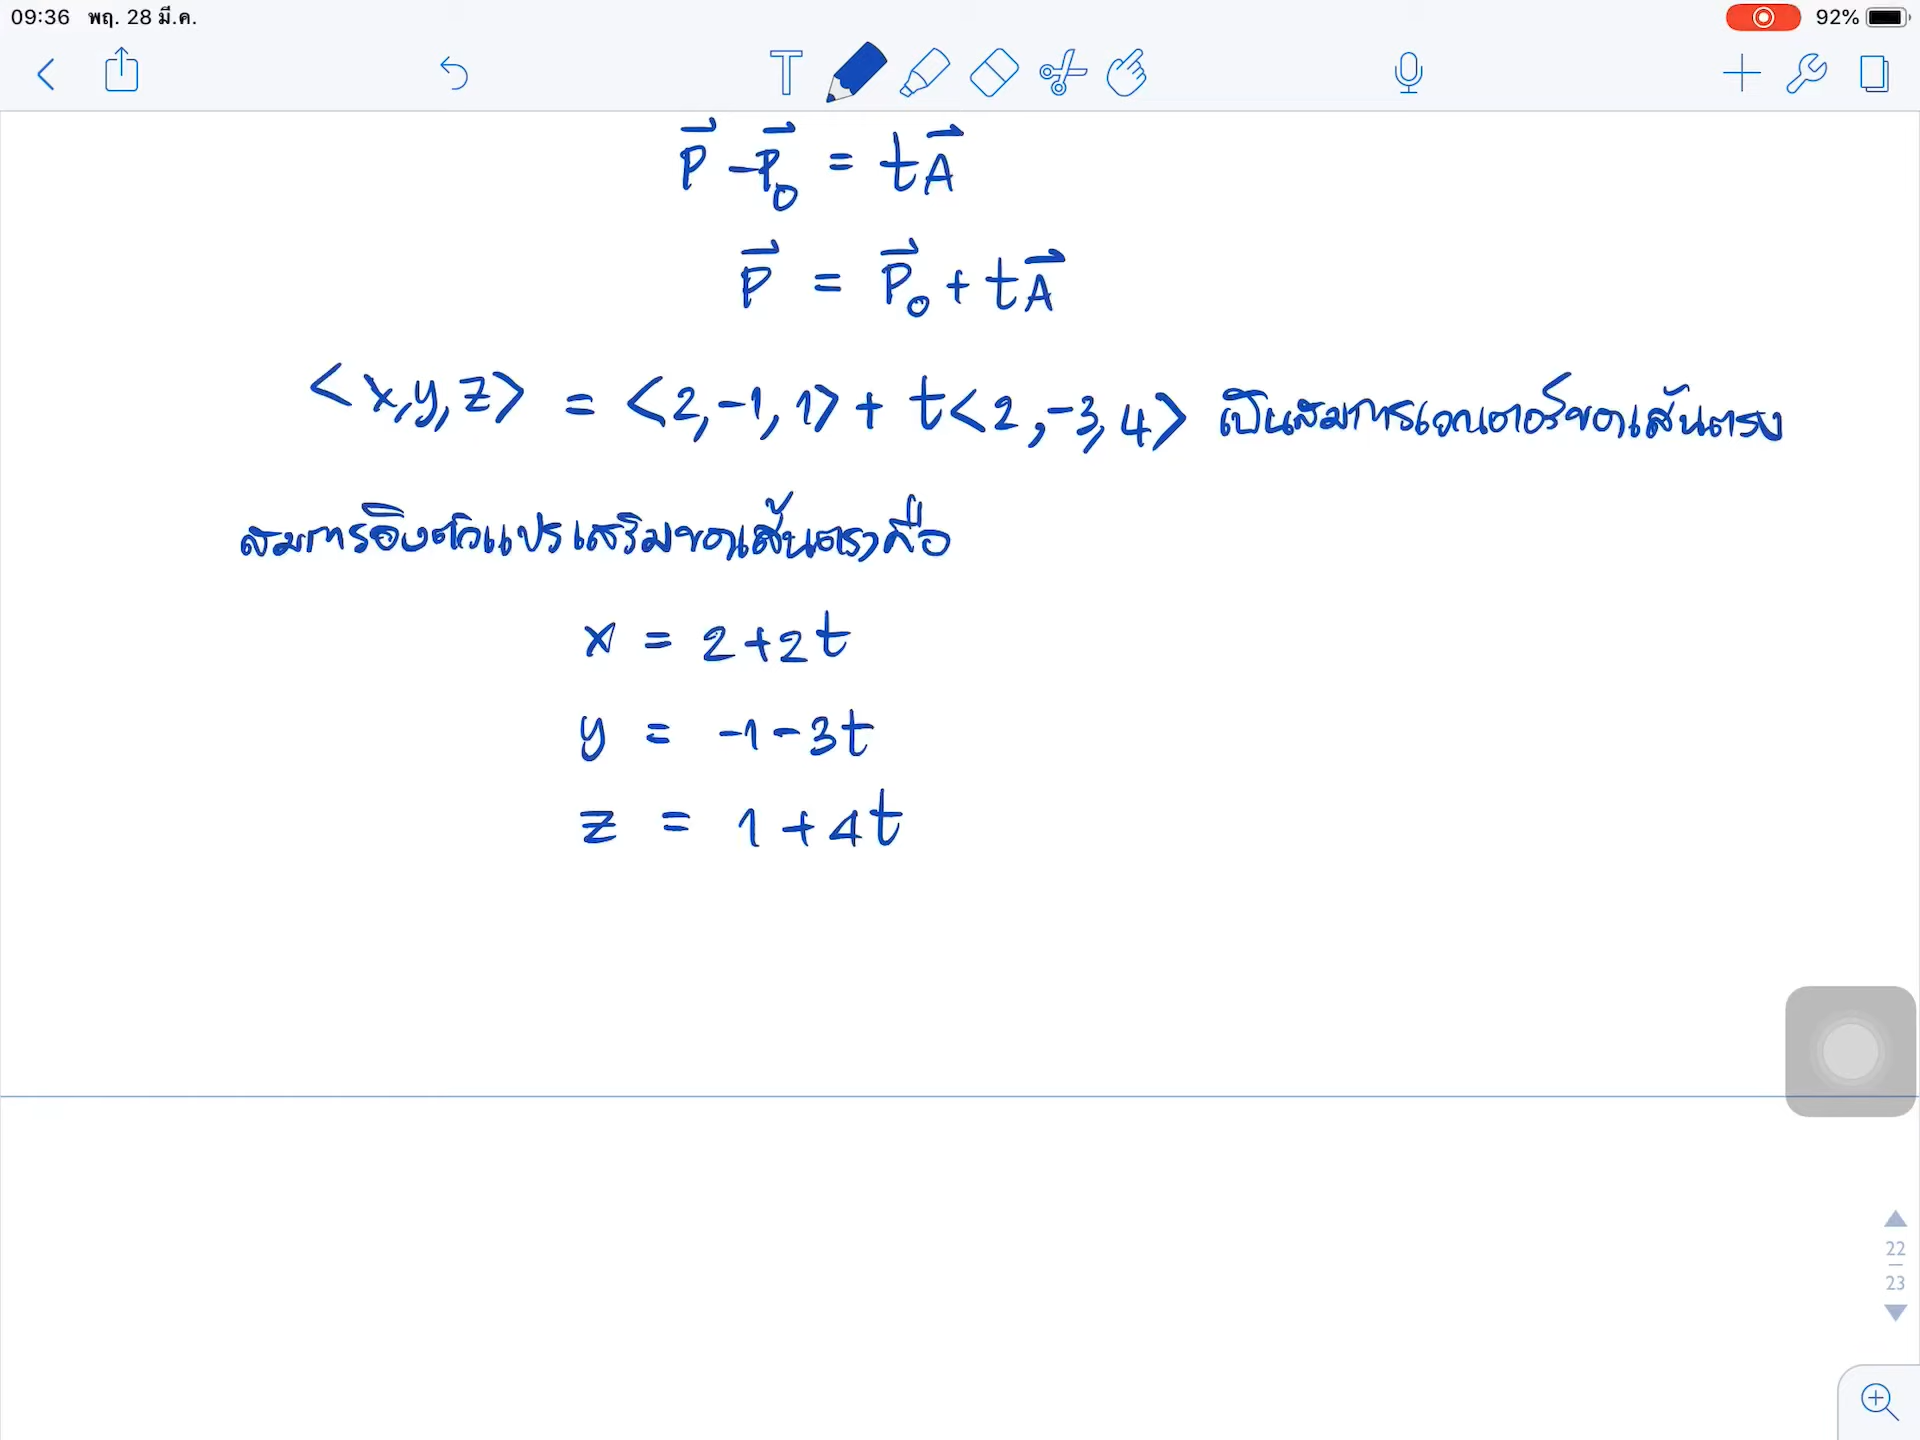 09:36 พฤ. 28 มี.ค. 92%
T
P⃗ - P⃗₀ = tA⃗
P⃗ = P⃗₀ + tA⃗
<x,y,z> = <2,-1,1> + t<2,-3,4> เป็นสมการเวกเตอร์ของเส้นตรง
สมการอิงตัวแปรเสริมของเส้นตรงคือ
x = 2+2t
y = -1-3t
z = 1+4t
22
23